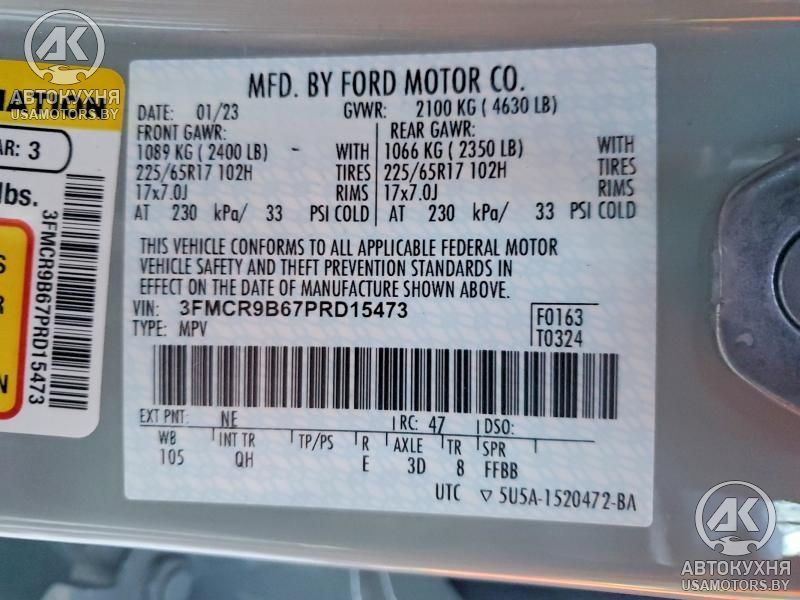 AK
АВТОКУХНЯ
USAMOTORS.BY
AR: 3
lbs.
3FMCR9B67PRD15473
MFD. BY FORD MOTOR CO.
DATE: 01/23 GVWR: 2100 KG ( 4630 LB)
FRONT GAWR: REAR GAWR:
1089 KG ( 2400 LB) - WITH 1066 KG ( 2350 LB) WITH
225/65R17 102H TIRES 225/65R17 102H TIRES
17x7.0J RIMS 17x7.0J RIMS
AT 230 kPa/ 33 PSI COLD AT 230 kPa/ 33 PSI COLD
THIS VEHICLE CONFORMS TO ALL APPLICABLE FEDERAL MOTOR
VEHICLE SAFETY AND THEFT PREVENTION STANDARDS IN
EFFECT ON THE DATE OF MANUFACTURE SHOWN ABOVE.
VIN: 3FMCR9B67PRD15473 F0163
TYPE: MPV T0324
EXT PNT: NE RC: 47 DSO:
WB INT TR TP/PS R AXLE TR SPR
105 QH E 3D 8 FFBB
UTC ▽ 5U5A-1520472-BA
AK
АВТОКУХНЯ
USAMOTORS.BY